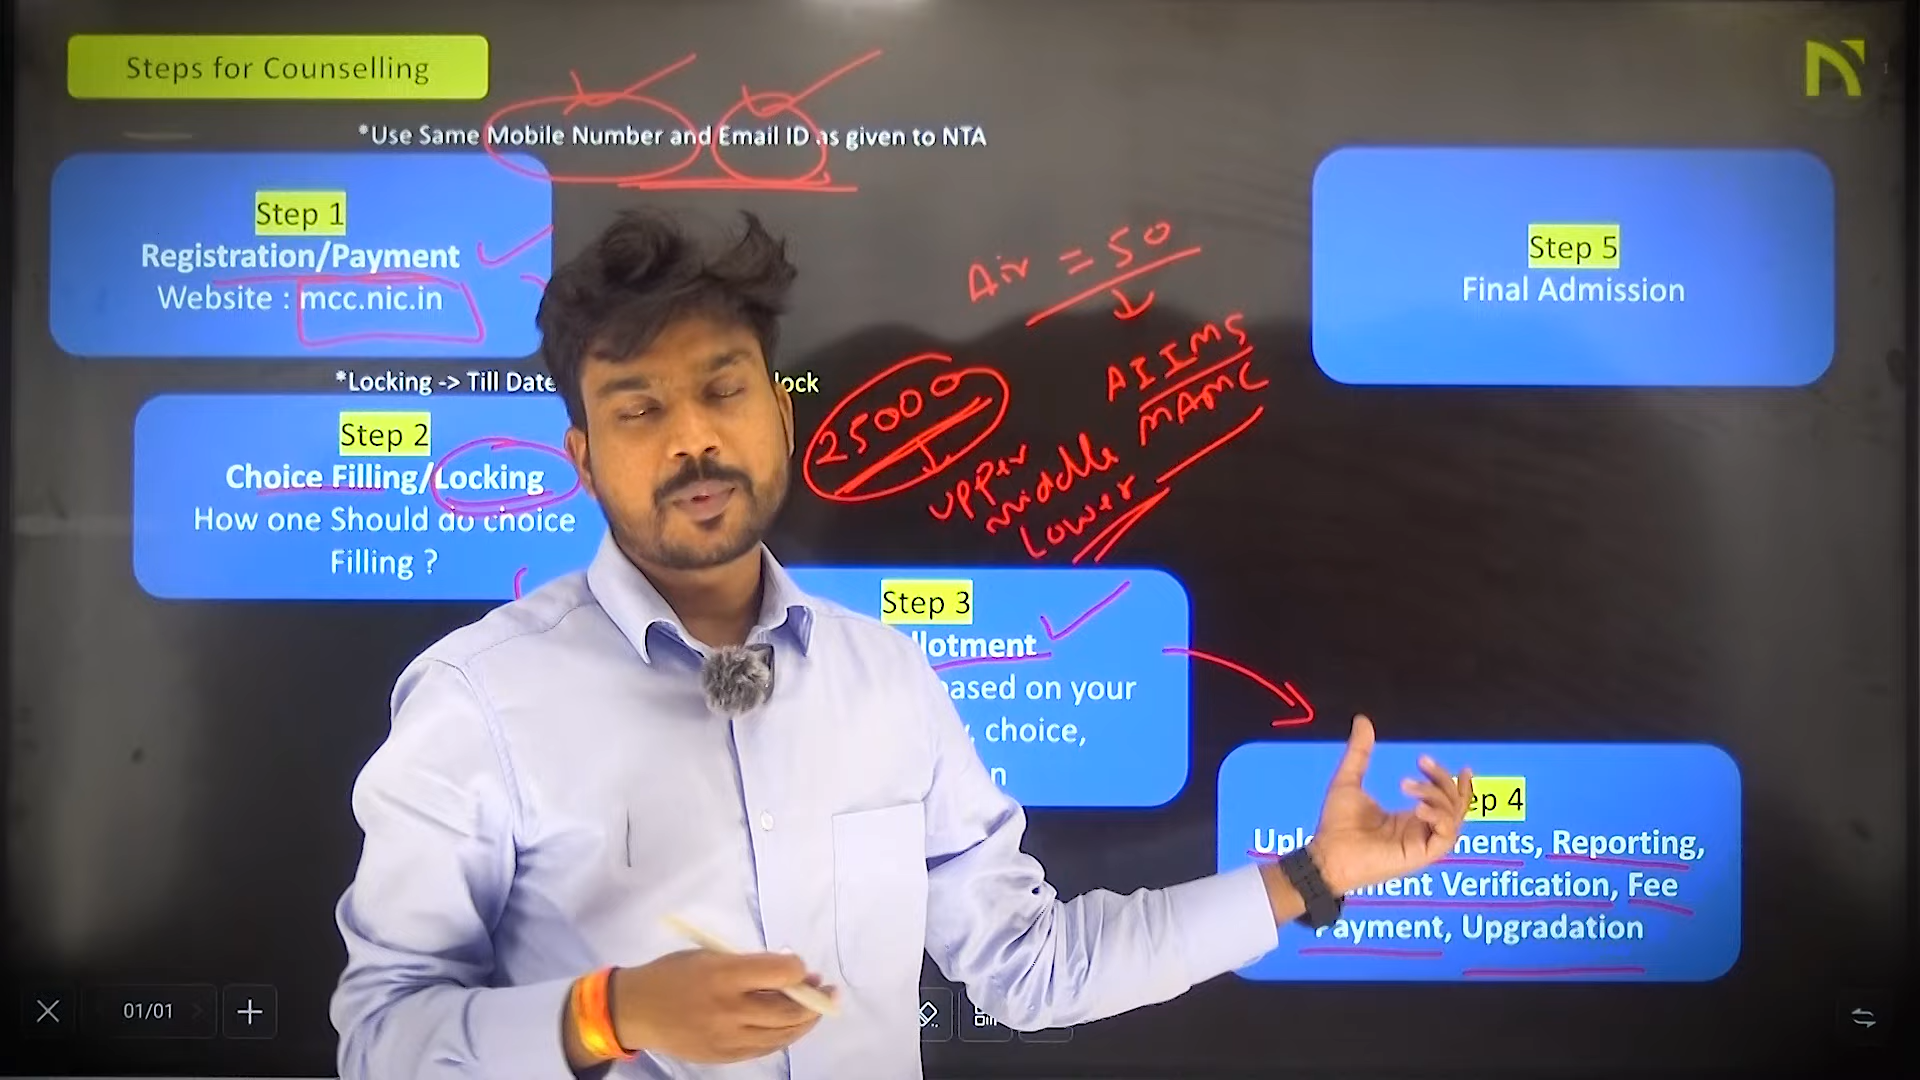 Steps for Counselling
*Use Same Mobile Number and Email ID as given to NTA
Step 1
Registration/Payment
Website : mcc.nic.in
*Locking -> Till Date
lock
Step 2
Choice Filling/Locking
How one Should do choice
Filling ?
Air = 50
AIIMS
MAMC
25000
upper
middle
Lower
Step 3
llotment
based on your
, choice,
n
ep 4
Uplo ments, Reporting,
ment Verification, Fee
Payment, Upgradation
Step 5
Final Admission
01/01